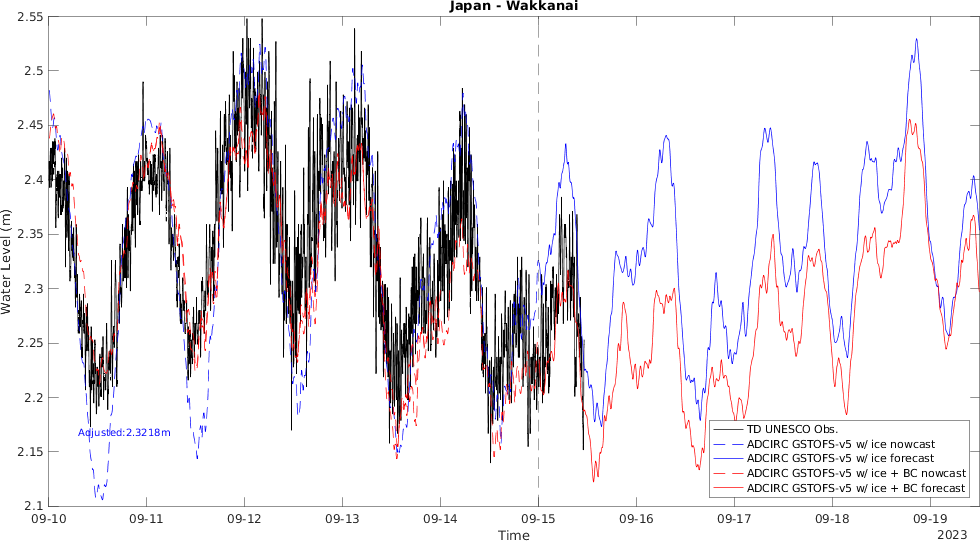 Japan - Wakkanai
2.55
2.5
2.45
2.4
2.35
2.3
2.25
2.2
2.15
2.1
Water Level (m)
Adjusted:2.3218m
TD UNESCO Obs.
ADCIRC GSTOFS-v5 w/ ice nowcast
ADCIRC GSTOFS-v5 w/ ice forecast
ADCIRC GSTOFS-v5 w/ ice + BC nowcast
ADCIRC GSTOFS-v5 w/ ice + BC forecast
09-10 09-11 09-12 09-13 09-14 09-15 09-16 09-17 09-18 09-19
Time
2023